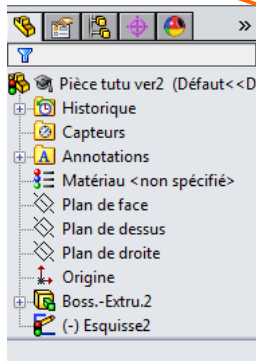 »
Pièce tutu ver2 (Défaut<<D
Historique
Capteurs
A Annotations
Matériau <non spécifié>
Plan de face
Plan de dessus
Plan de droite
Origine
Boss.-Extru.2
(-) Esquisse2